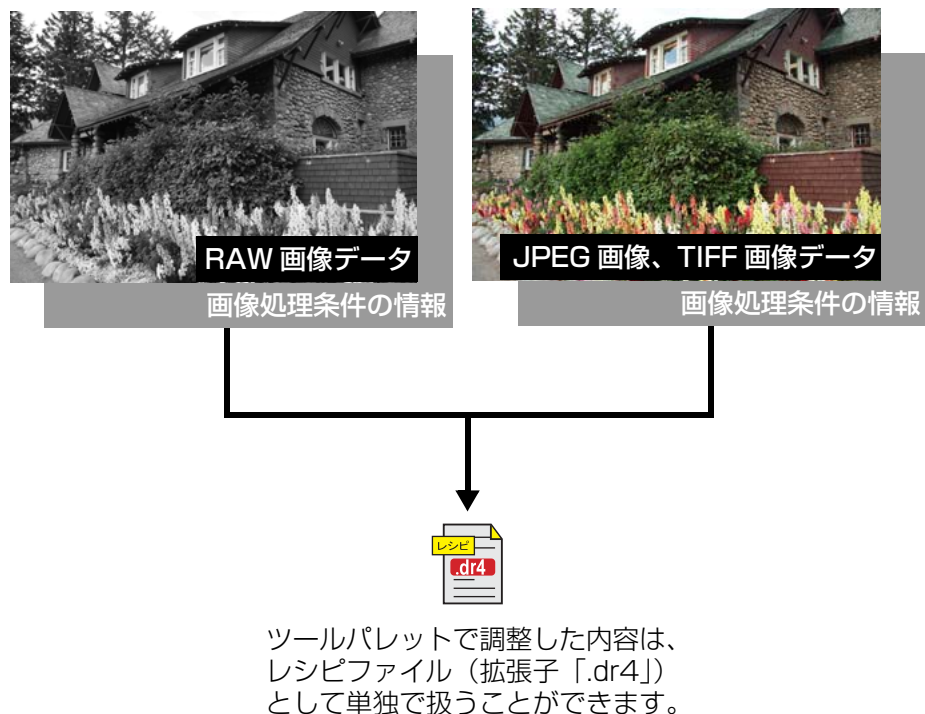 RAW 画像データ
画像処理条件の情報
JPEG 画像、TIFF 画像データ
画像処理条件の情報
レシピ
.dr4
ツールパレットで調整した内容は、
レシピファイル（拡張子「.dr4」）
として単独で扱うことができます。